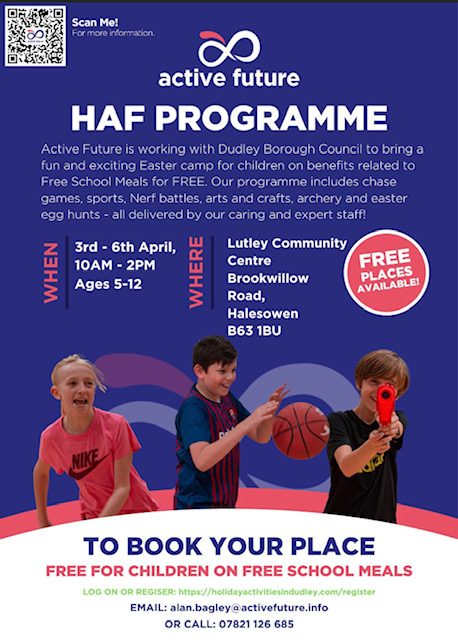 Scan Me!
For more information.
active future
HAF PROGRAMME
Active Future is working with Dudley Borough Council to bring a
fun and exciting Easter camp for children on benefits related to
Free School Meals for FREE. Our programme includes chase
games, sports, Nerf battles, arts and crafts, archery and easter
egg hunts - all delivered by our caring and expert staff!
WHEN
3rd - 6th April,
10AM - 2PM
Ages 5-12
WHERE
Lutley Community
Centre
Brookwillow
Road,
Halesowen
B63 1BU
FREE
PLACES
AVAILABLE!
NIKE
TO BOOK YOUR PLACE
FREE FOR CHILDREN ON FREE SCHOOL MEALS
LOG ON OR REGISER: https://holidayactivitiesindudley.com/register
EMAIL: alan.bagley@activefuture.info
OR CALL: 07821 126 685